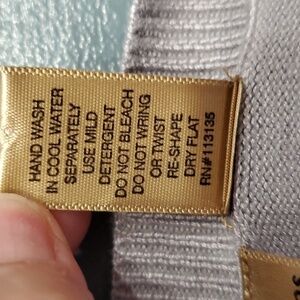 HAND WASH
IN COOL WATER
SEPARATELY
USE MILD
DETERGENT
DO NOT BLEACH
DO NOT WRING
OR TWIST
RE-SHAPE
DRY FLAT
RN#113135